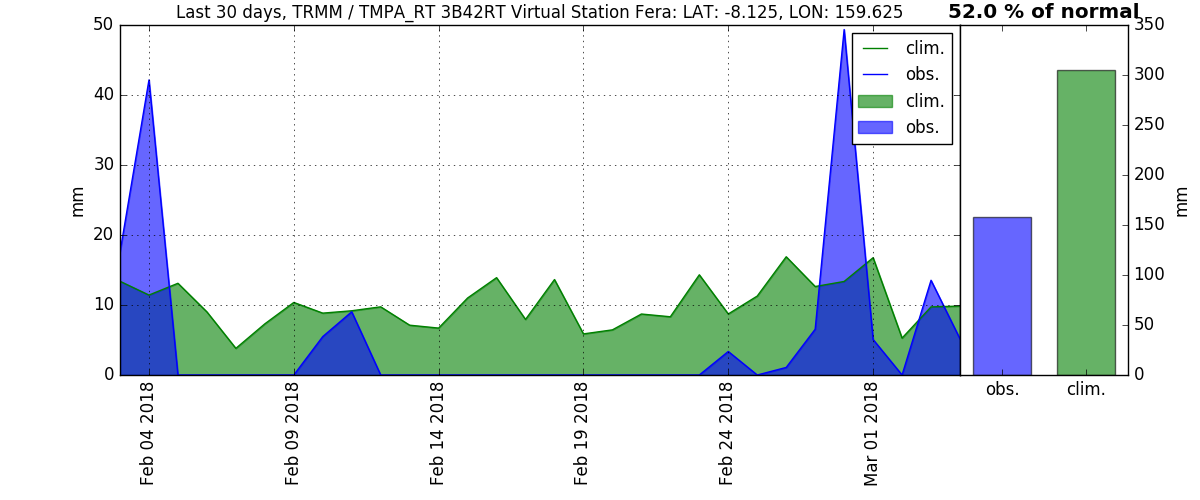 Last 30 days, TRMM / TMPA_RT 3B42RT Virtual Station Fera: LAT: -8.125, LON: 159.625
52.0 % of normal
50
40
30
20
10
0
mm
clim.
obs.
clim.
obs.
Feb 04 2018
Feb 09 2018
Feb 14 2018
Feb 19 2018
Feb 24 2018
Mar 01 2018
350
300
250
200
150
100
50
0
mm
obs. clim.